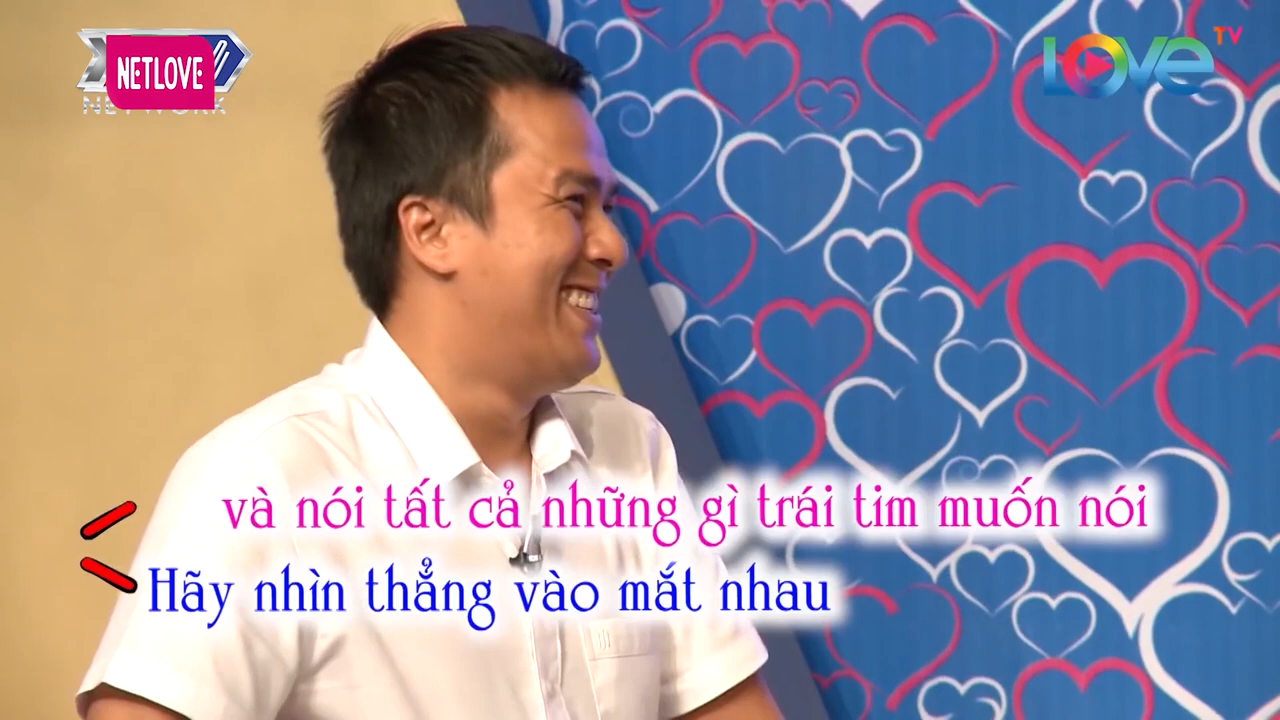 NETLOVE
NETWORK
LOVE TV
và nói tất cả những gì trái tim muốn nói
Hãy nhìn thẳng vào mắt nhau